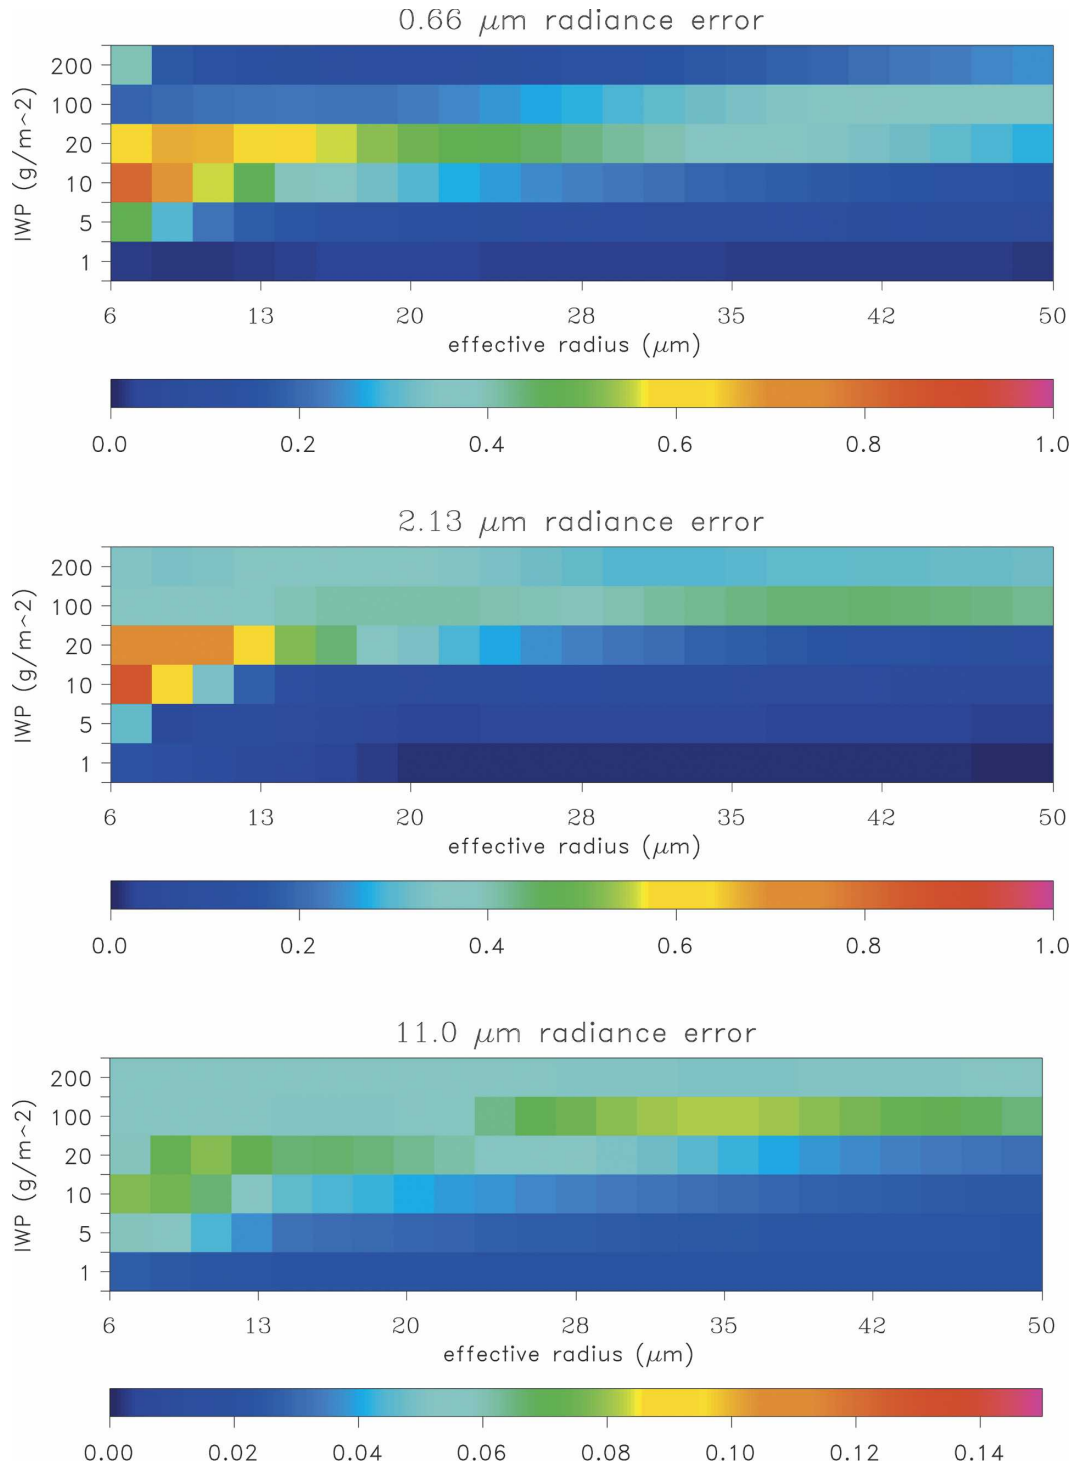 0.66 μm radiance error
IWP (g/m^2)
200
100
20
10
5
1
6 13 20 28 35 42 50
effective radius (μm)
0.0 0.2 0.4 0.6 0.8 1.0
2.13 μm radiance error
IWP (g/m^2)
200
100
20
10
5
1
6 13 20 28 35 42 50
effective radius (μm)
0.0 0.2 0.4 0.6 0.8 1.0
11.0 μm radiance error
IWP (g/m^2)
200
100
20
10
5
1
6 13 20 28 35 42 50
effective radius (μm)
0.00 0.02 0.04 0.06 0.08 0.10 0.12 0.14